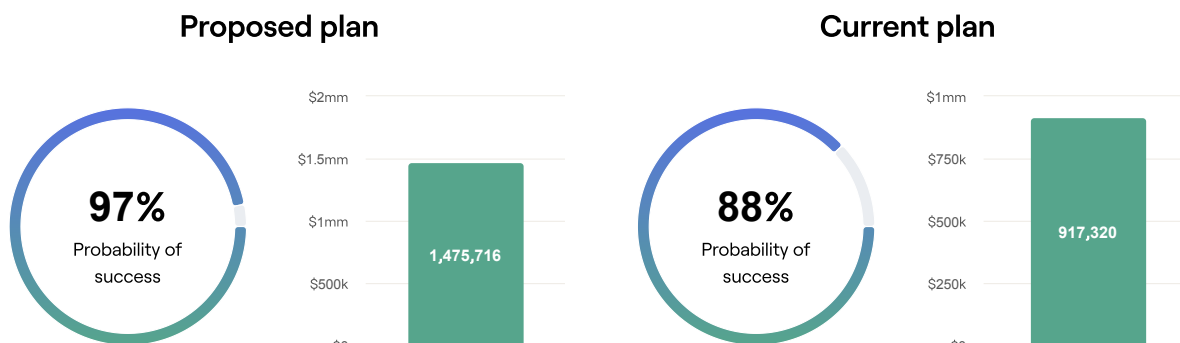 Proposed plan
97%
Probability of
success
$2mm
$1.5mm
$1mm
$500k
1,475,716
Current plan
88%
Probability of
success
$1mm
$750k
$500k
$250k
917,320